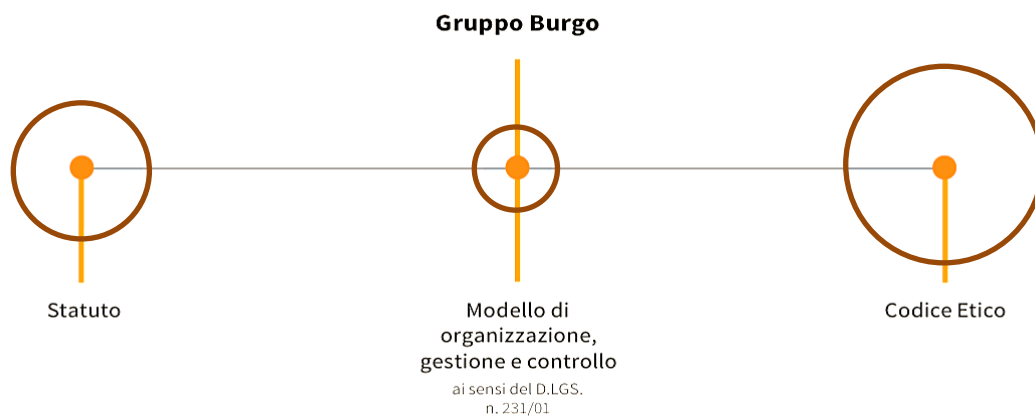 Gruppo Burgo
Statuto
Modello di
organizzazione,
gestione e controllo
ai sensi del D.LGS.
n. 231/01
Codice Etico